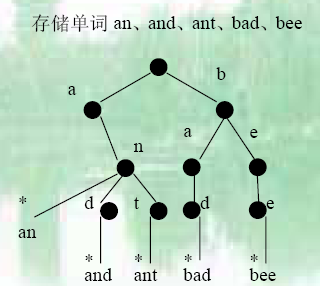 存储单词 an、and、ant、bad、bee
a b
n a e
* d t d e
an
* * * *
and ant bad bee